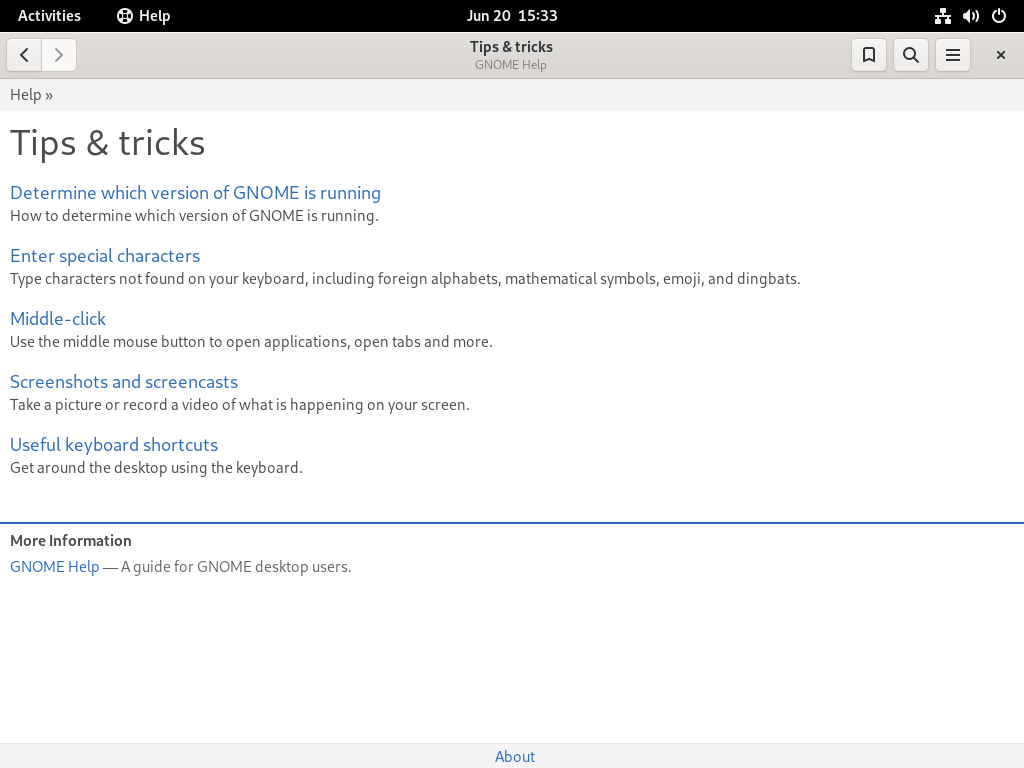 Activities
Help
Jun 20  15:33
Tips & tricks
GNOME Help
Help »
Tips & tricks
Determine which version of GNOME is running
How to determine which version of GNOME is running.
Enter special characters
Type characters not found on your keyboard, including foreign alphabets, mathematical symbols, emoji, and dingbats.
Middle-click
Use the middle mouse button to open applications, open tabs and more.
Screenshots and screencasts
Take a picture or record a video of what is happening on your screen.
Useful keyboard shortcuts
Get around the desktop using the keyboard.
More Information
GNOME Help — A guide for GNOME desktop users.
About